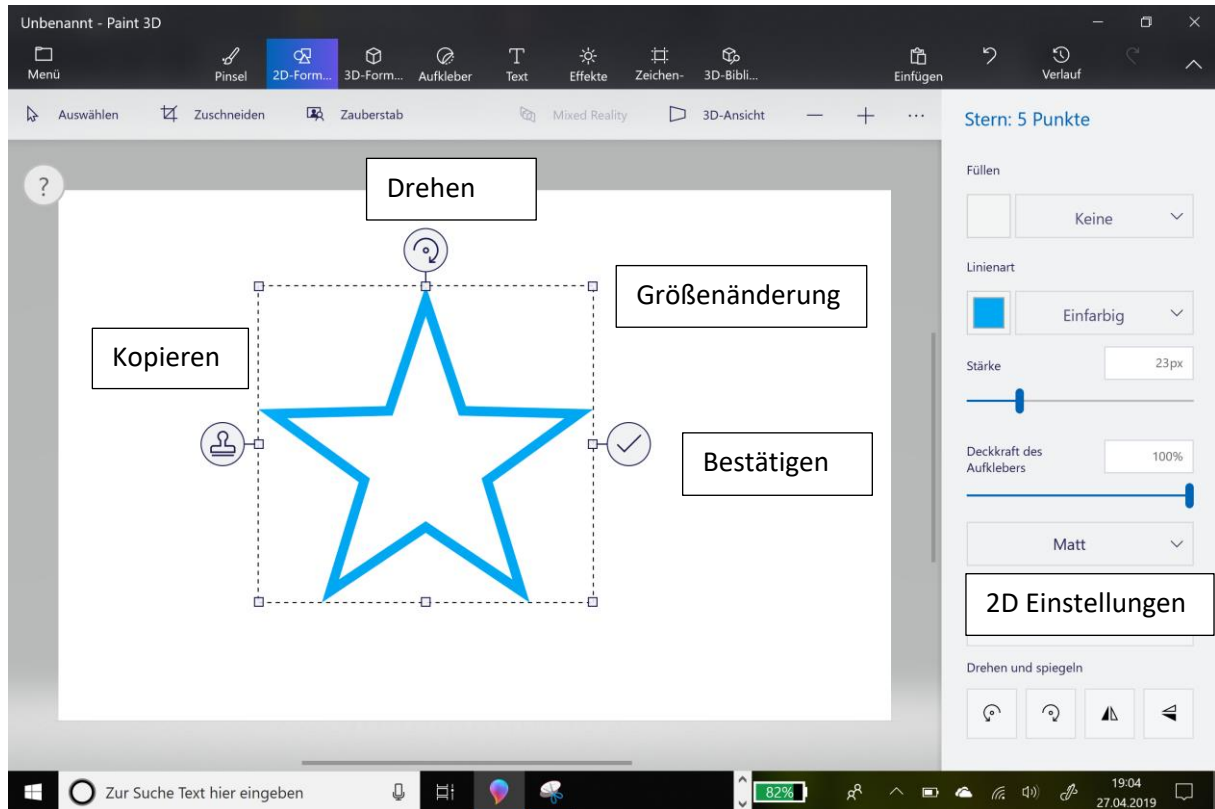 Unbenannt - Paint 3D
Menü
Pinsel
2D-Form...
3D-Form...
Aufkleber
Text
Effekte
Zeichen-
3D-Bibli...
Einfügen
Verlauf
Auswählen
Zuschneiden
Zauberstab
Mixed Reality
3D-Ansicht
Stern: 5 Punkte
?
Drehen
Füllen
Keine
Größenänderung
Linienart
Einfarbig
Kopieren
Stärke
23px
Bestätigen
Deckkraft des
Aufklebers
100%
Matt
2D Einstellungen
Drehen und spiegeln
Zur Suche Text hier eingeben
82%
19:04
27.04.2019